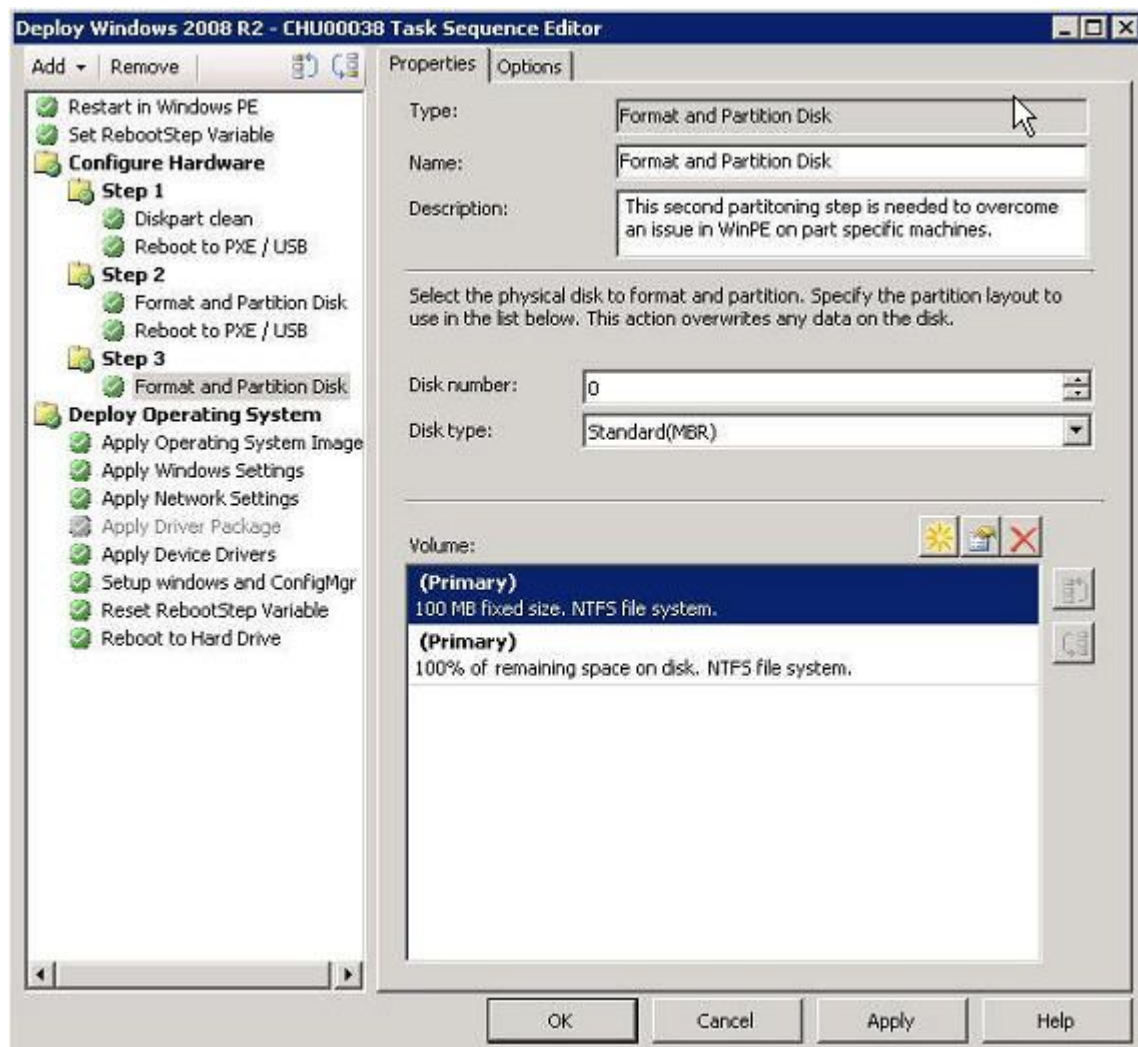 Deploy Windows 2008 R2 - CHU00038 Task Sequence Editor
Add
Remove
Restart in Windows PE
Set RebootStep Variable
Configure Hardware
Step 1
Diskpart clean
Reboot to PXE / USB
Step 2
Format and Partition Disk
Reboot to PXE / USB
Step 3
Format and Partition Disk
Deploy Operating System
Apply Operating System Image
Apply Windows Settings
Apply Network Settings
Apply Driver Package
Apply Device Drivers
Setup windows and ConfigMgr
Reset RebootStep Variable
Reboot to Hard Drive
Properties
Options
Type: Format and Partition Disk
Name: Format and Partition Disk
Description: This second partitoning step is needed to overcome
an issue in WinPE on part specific machines.
Select the physical disk to format and partition. Specify the partition layout to
use in the list below. This action overwrites any data on the disk.
Disk number: 0
Disk type: Standard(MBR)
Volume:
(Primary)
100 MB fixed size. NTFS file system.
(Primary)
100% of remaining space on disk. NTFS file system.
OK Cancel Apply Help